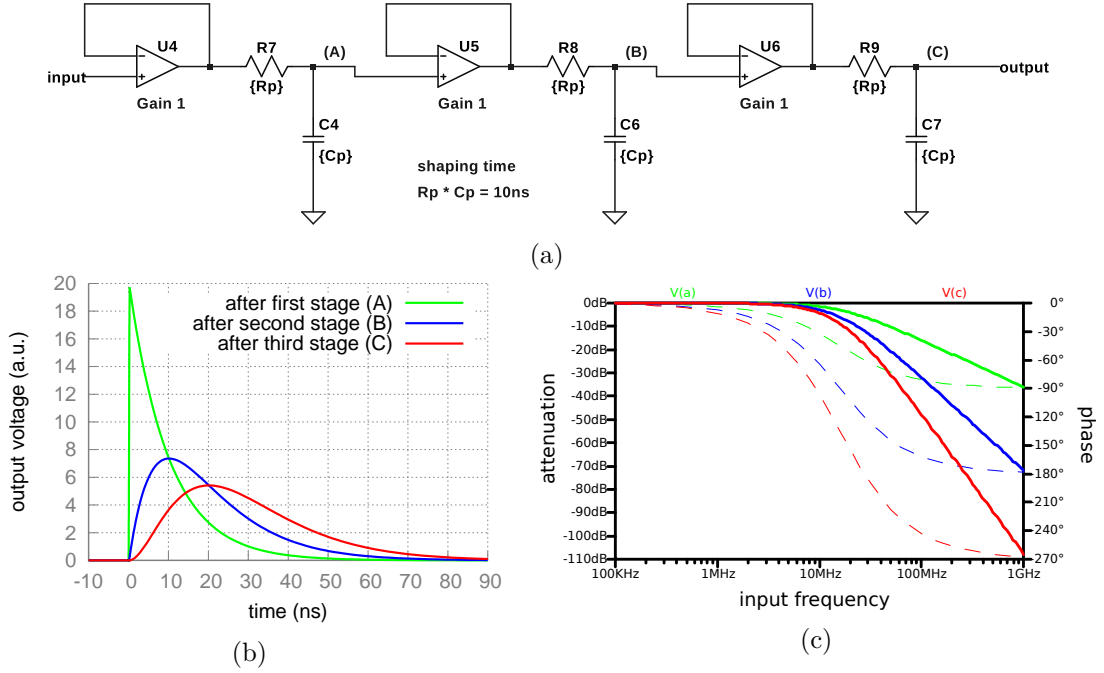 U4
R7
(A)
U5
R8
(B)
U6
R9
(C)
input
{Rp}
{Rp}
{Rp}
output
Gain 1
Gain 1
Gain 1
C4
{Cp}
C6
{Cp}
C7
{Cp}
shaping time
Rp * Cp = 10ns
(a)
output voltage (a.u.)
20
18
16
14
12
10
8
6
4
2
0
after first stage (A)
after second stage (B)
after third stage (C)
-10 0 10 20 30 40 50 60 70 80 90
time (ns)
(b)
V(a) V(b) V(c)
attenuation
0dB
-10dB
-20dB
-30dB
-40dB
-50dB
-60dB
-70dB
-80dB
-90dB
-100dB
-110dB
0°
-30°
-60°
-90°
-120°
-150°
-180°
-210°
-240°
-270°
phase
100KHz 1MHz 10MHz 100MHz 1GHz
input frequency
(c)